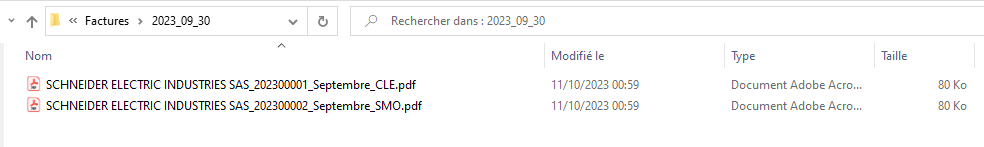 « Factures > 2023_09_30
Rechercher dans : 2023_09_30
Nom Modifié le Type Taille
SCHNEIDER ELECTRIC INDUSTRIES SAS_202300001_Septembre_CLE.pdf 11/10/2023 00:59 Document Adobe Acro... 80 Ko
SCHNEIDER ELECTRIC INDUSTRIES SAS_202300002_Septembre_SMO.pdf 11/10/2023 00:59 Document Adobe Acro... 80 Ko